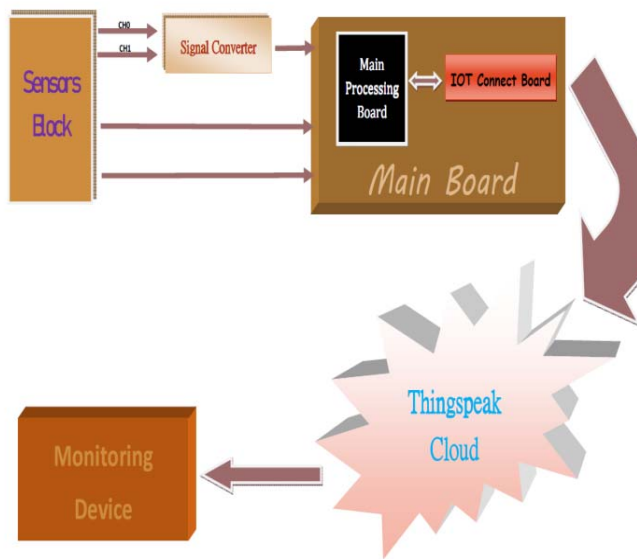 CH0
CH1
Sensors
Block
Signal Converter
Main
Processing
Board
IOT Connect Board
Main Board
Thingspeak
Cloud
Monitoring
Device